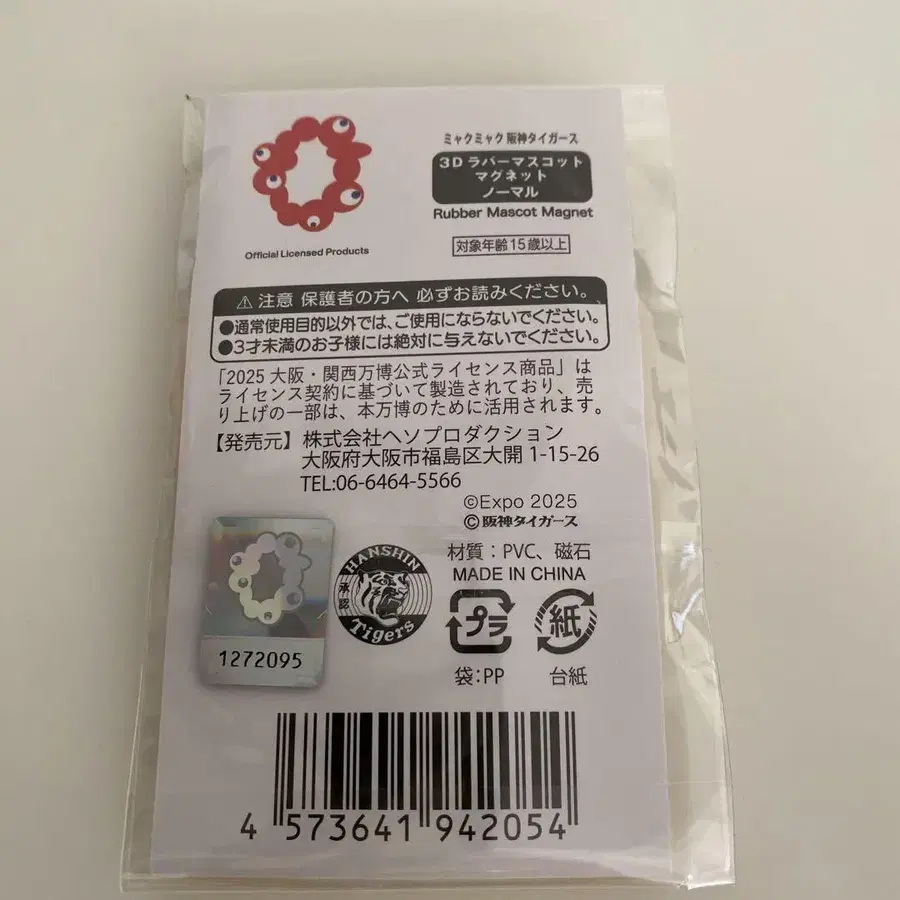 ミャクミャク 阪神タイガース
3Dラバーマスコット
マグネット
ノーマル
Rubber Mascot Magnet
Official Licensed Products
対象年齢15歳以上
⚠注意 保護者の方へ 必ずお読みください。
●通常使用目的以外では、ご使用にならないでください。
●3才未満のお子様には絶対に与えないでください。
「2025 大阪・関西万博公式ライセンス商品」は
ライセンス契約に基づいて製造されており、売
り上げの一部は、本万博のために活用されます。
【発売元】株式会社ヘソプロダクション
大阪府大阪市福島区大開 1-15-26
TEL:06-6464-5566
©Expo 2025
©阪神タイガース
材質：PVC、磁石
MADE IN CHINA
HANSHIN
承認
Tigers
プラ
紙
袋:PP
台紙
1272095
4 573641 942054